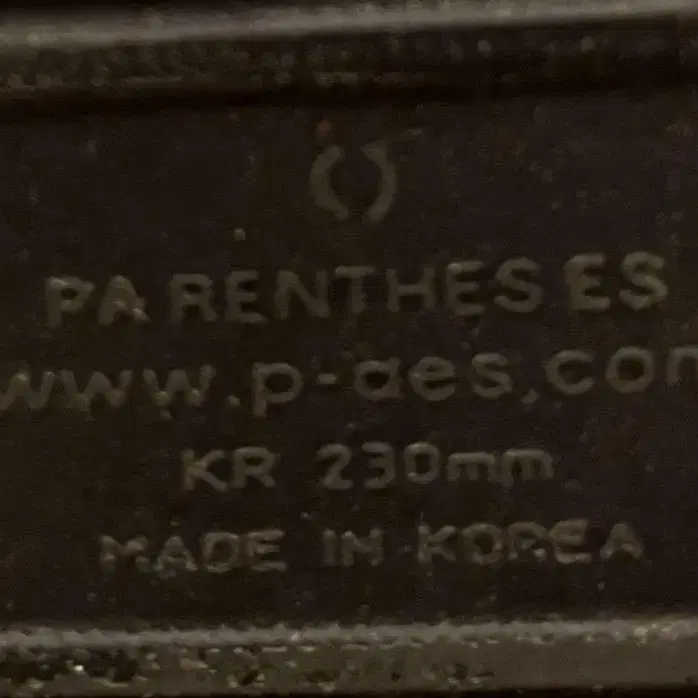 ()
PARENTHESES
www.p-aes.com
KR 230mm
MADE IN KOREA